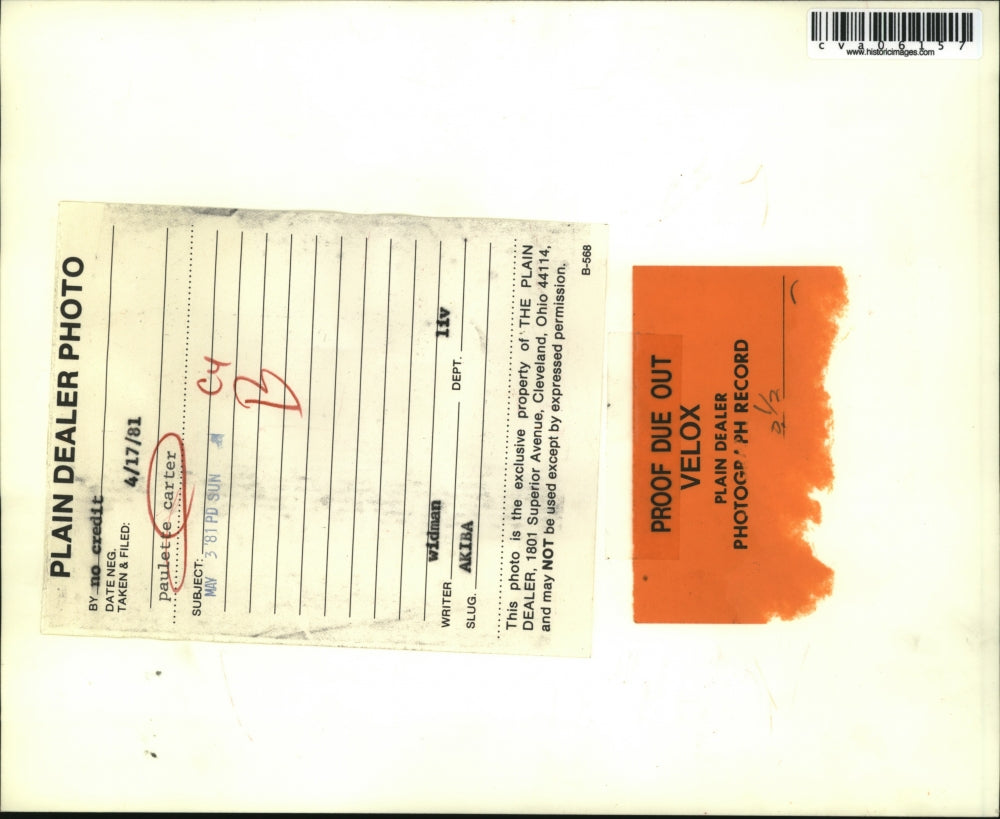 cva06157
www.historicimages.com
PLAIN DEALER PHOTO
BY no credit
DATE NEG.
TAKEN & FILED: 4/17/81
paulette carter
SUBJECT:
MAY 3 '81 PD SUN
C4
B
WRITER widman DEPT. liv
SLUG. AKIBA
This photo is the exclusive property of THE PLAIN
DEALER, 1801 Superior Avenue, Cleveland, Ohio 44114,
and may NOT be used except by expressed permission.
B-568
PROOF DUE OUT
VELOX
PLAIN DEALER
PHOTOGRAPH RECORD